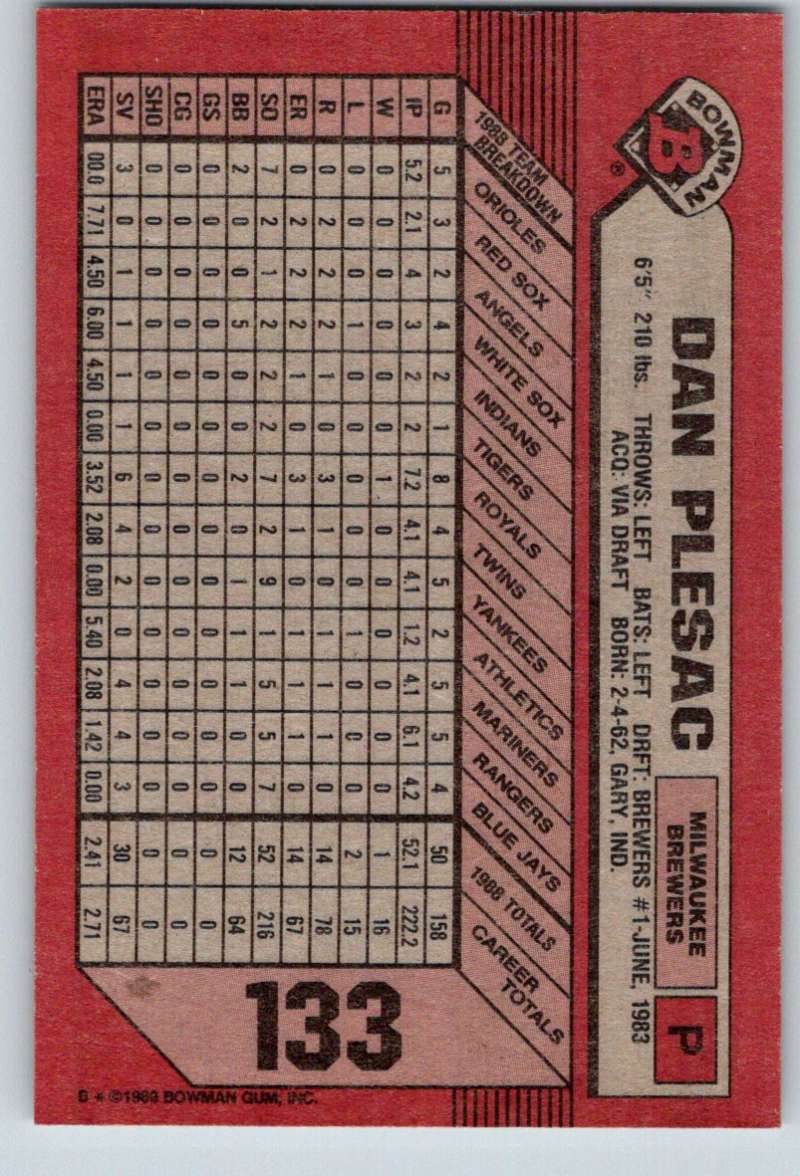 BOWMAN
B
®
DAN PLESAC
MILWAUKEE
BREWERS
P
6'5" 210 lbs. THROWS: LEFT BATS: LEFT DRFT: BREWERS #1-JUNE, 1983
ACQ: VIA DRAFT BORN: 2-4-62, GARY, IND.
1988 TEAM
BREAKDOWN ORIOLES RED SOX ANGELS WHITE SOX INDIANS TIGERS ROYALS TWINS YANKEES ATHLETICS MARINERS RANGERS BLUE JAYS 1988 TOTALS CAREER
TOTALS
G 5 3 2 4 2 1 8 4 5 2 5 5 4 50 158
IP 5.2 2.1 4 3 2 2 7.2 4.1 4.1 1.2 4.1 6.1 4.2 52.1 222.2
W 0 0 0 0 0 0 1 0 0 0 0 0 0 1 16
L 0 0 0 1 0 0 0 0 0 1 0 0 0 2 15
R 0 2 2 2 1 0 3 1 0 1 1 1 0 14 78
ER 0 2 2 2 1 0 3 1 0 1 1 1 0 14 67
SO 7 2 1 2 2 2 7 2 9 1 5 5 7 52 216
BB 2 0 0 5 0 0 2 0 1 1 1 0 0 12 64
GS 0 0 0 0 0 0 0 0 0 0 0 0 0 0 0
CG 0 0 0 0 0 0 0 0 0 0 0 0 0 0 0
SHO 0 0 0 0 0 0 0 0 0 0 0 0 0 0 0
SV 3 0 1 1 1 1 6 4 2 0 4 4 3 30 67
ERA 00.0 7.71 4.50 6.00 4.50 0.00 3.52 2.08 0.00 5.40 2.08 1.42 0.00 2.41 2.71
133
B * ©1989 BOWMAN GUM, INC.